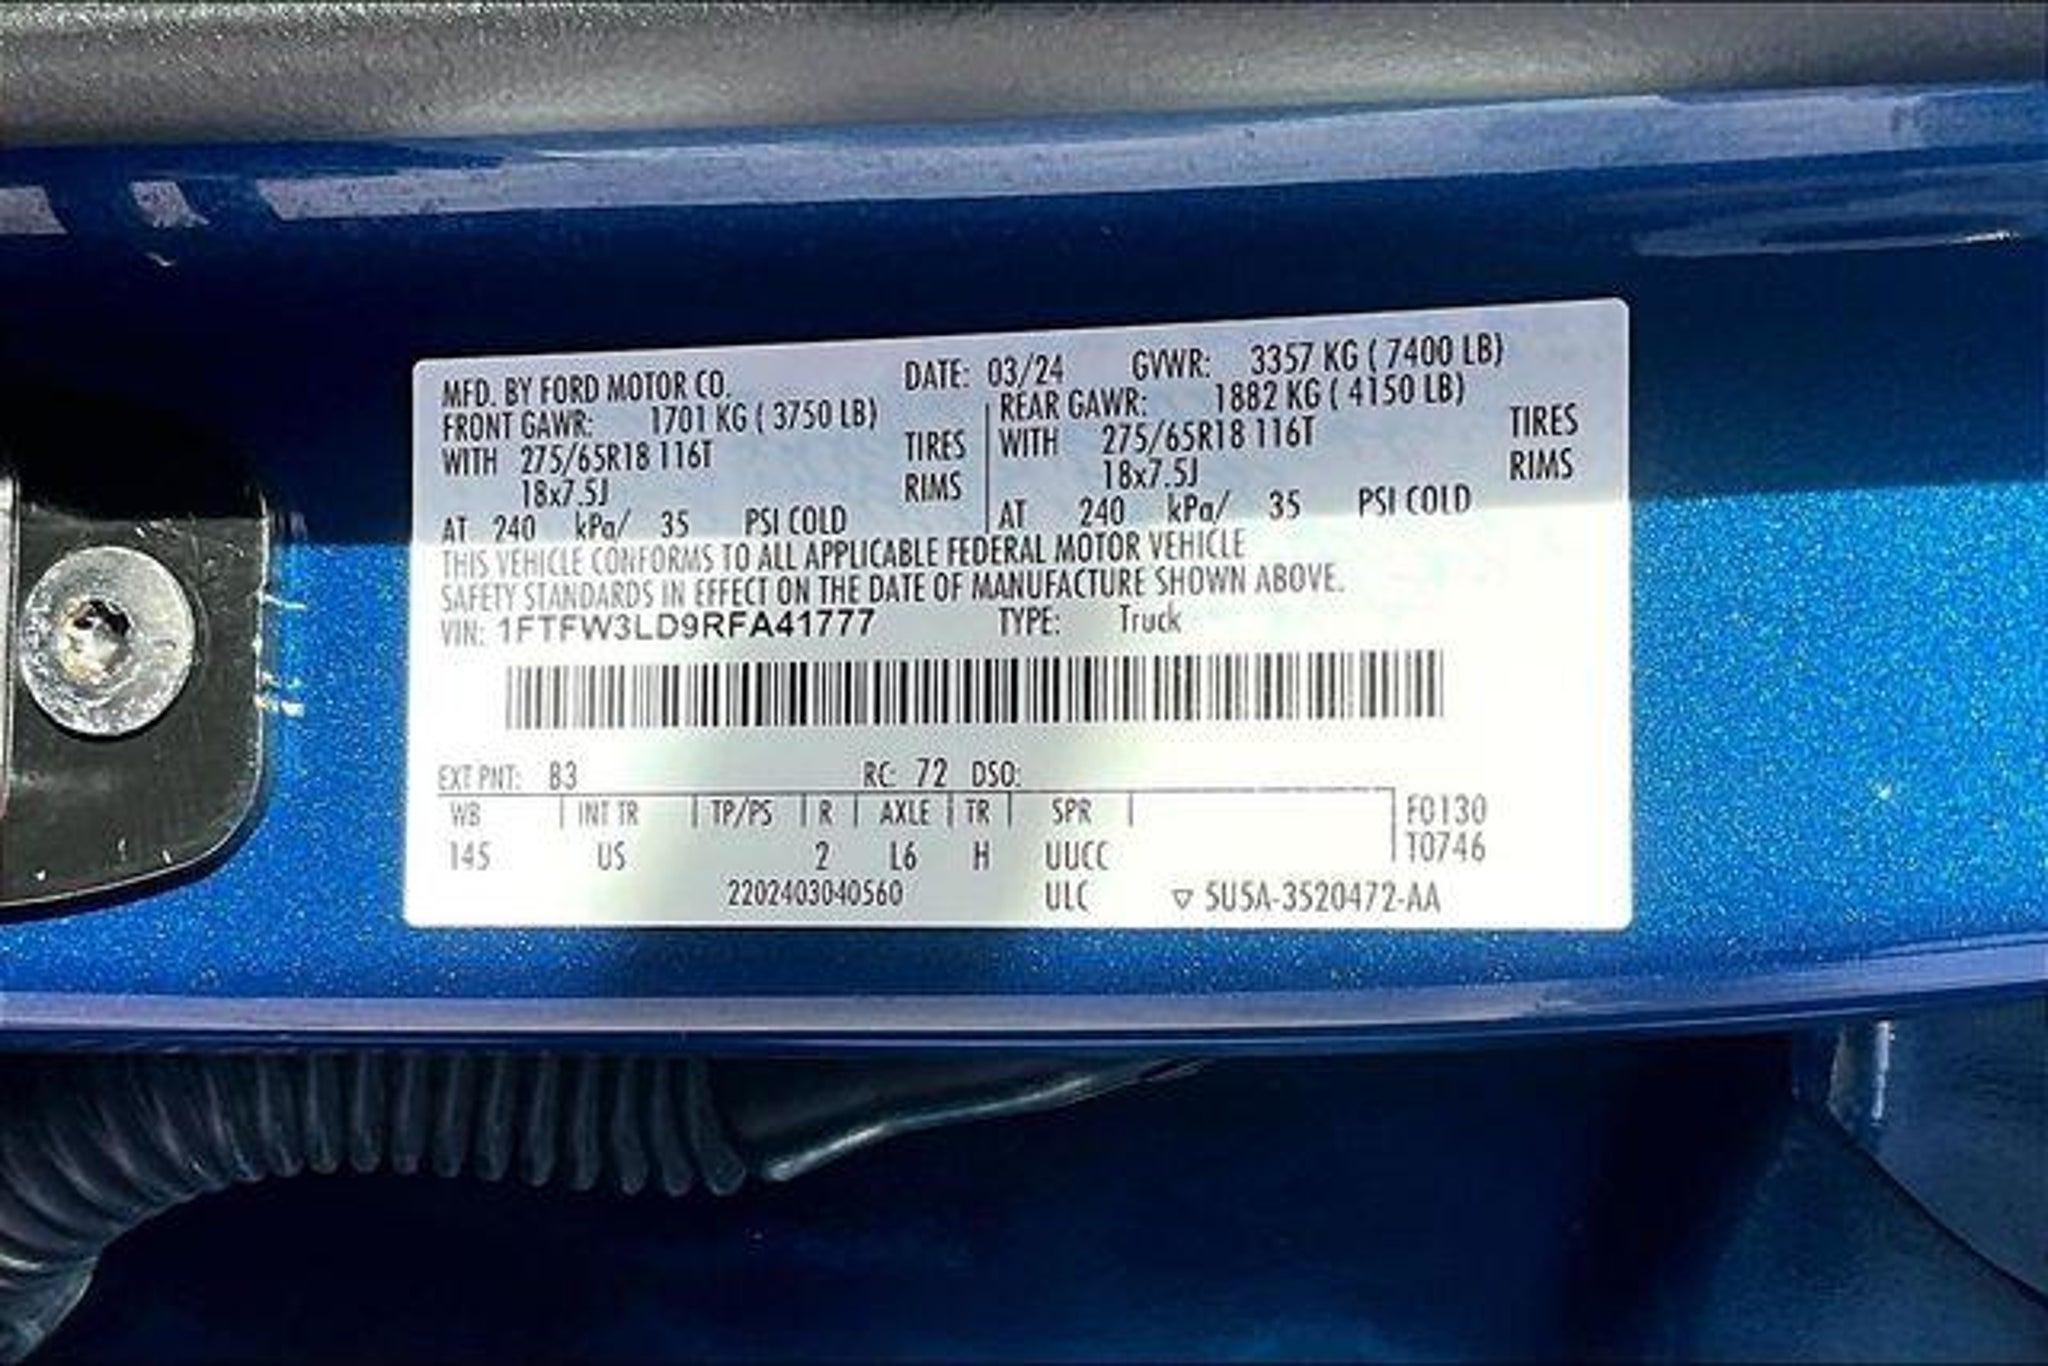 MFD. BY FORD MOTOR CO. DATE: 03/24 GVWR: 3357 KG ( 7400 LB)
FRONT GAWR: 1701 KG ( 3750 LB) REAR GAWR: 1882 KG ( 4150 LB)
WITH 275/65R18 116T TIRES WITH 275/65R18 116T TIRES
18x7.5J RIMS 18x7.5J RIMS
AT 240 kPa/ 35 PSI COLD AT 240 kPa/ 35 PSI COLD
THIS VEHICLE CONFORMS TO ALL APPLICABLE FEDERAL MOTOR VEHICLE
SAFETY STANDARDS IN EFFECT ON THE DATE OF MANUFACTURE SHOWN ABOVE.
VIN: 1FTFW3LD9RFA41777 TYPE: Truck
EXT PNT: B3 RC: 72 DSO:
WB INT TR TP/PS R AXLE TR SPR F0130
145 US 2 L6 H UUCC T0746
2202403040560 ULC ▽ 5U5A-3520472-AA